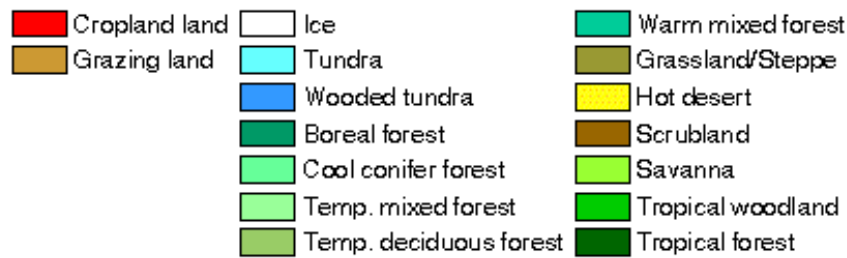 Cropland land Ice Warm mixed forest
Grazing land Tundra Grassland/Steppe
Wooded tundra Hot desert
Boreal forest Scrubland
Cool conifer forest Savanna
Temp. mixed forest Tropical woodland
Temp. deciduous forest Tropical forest